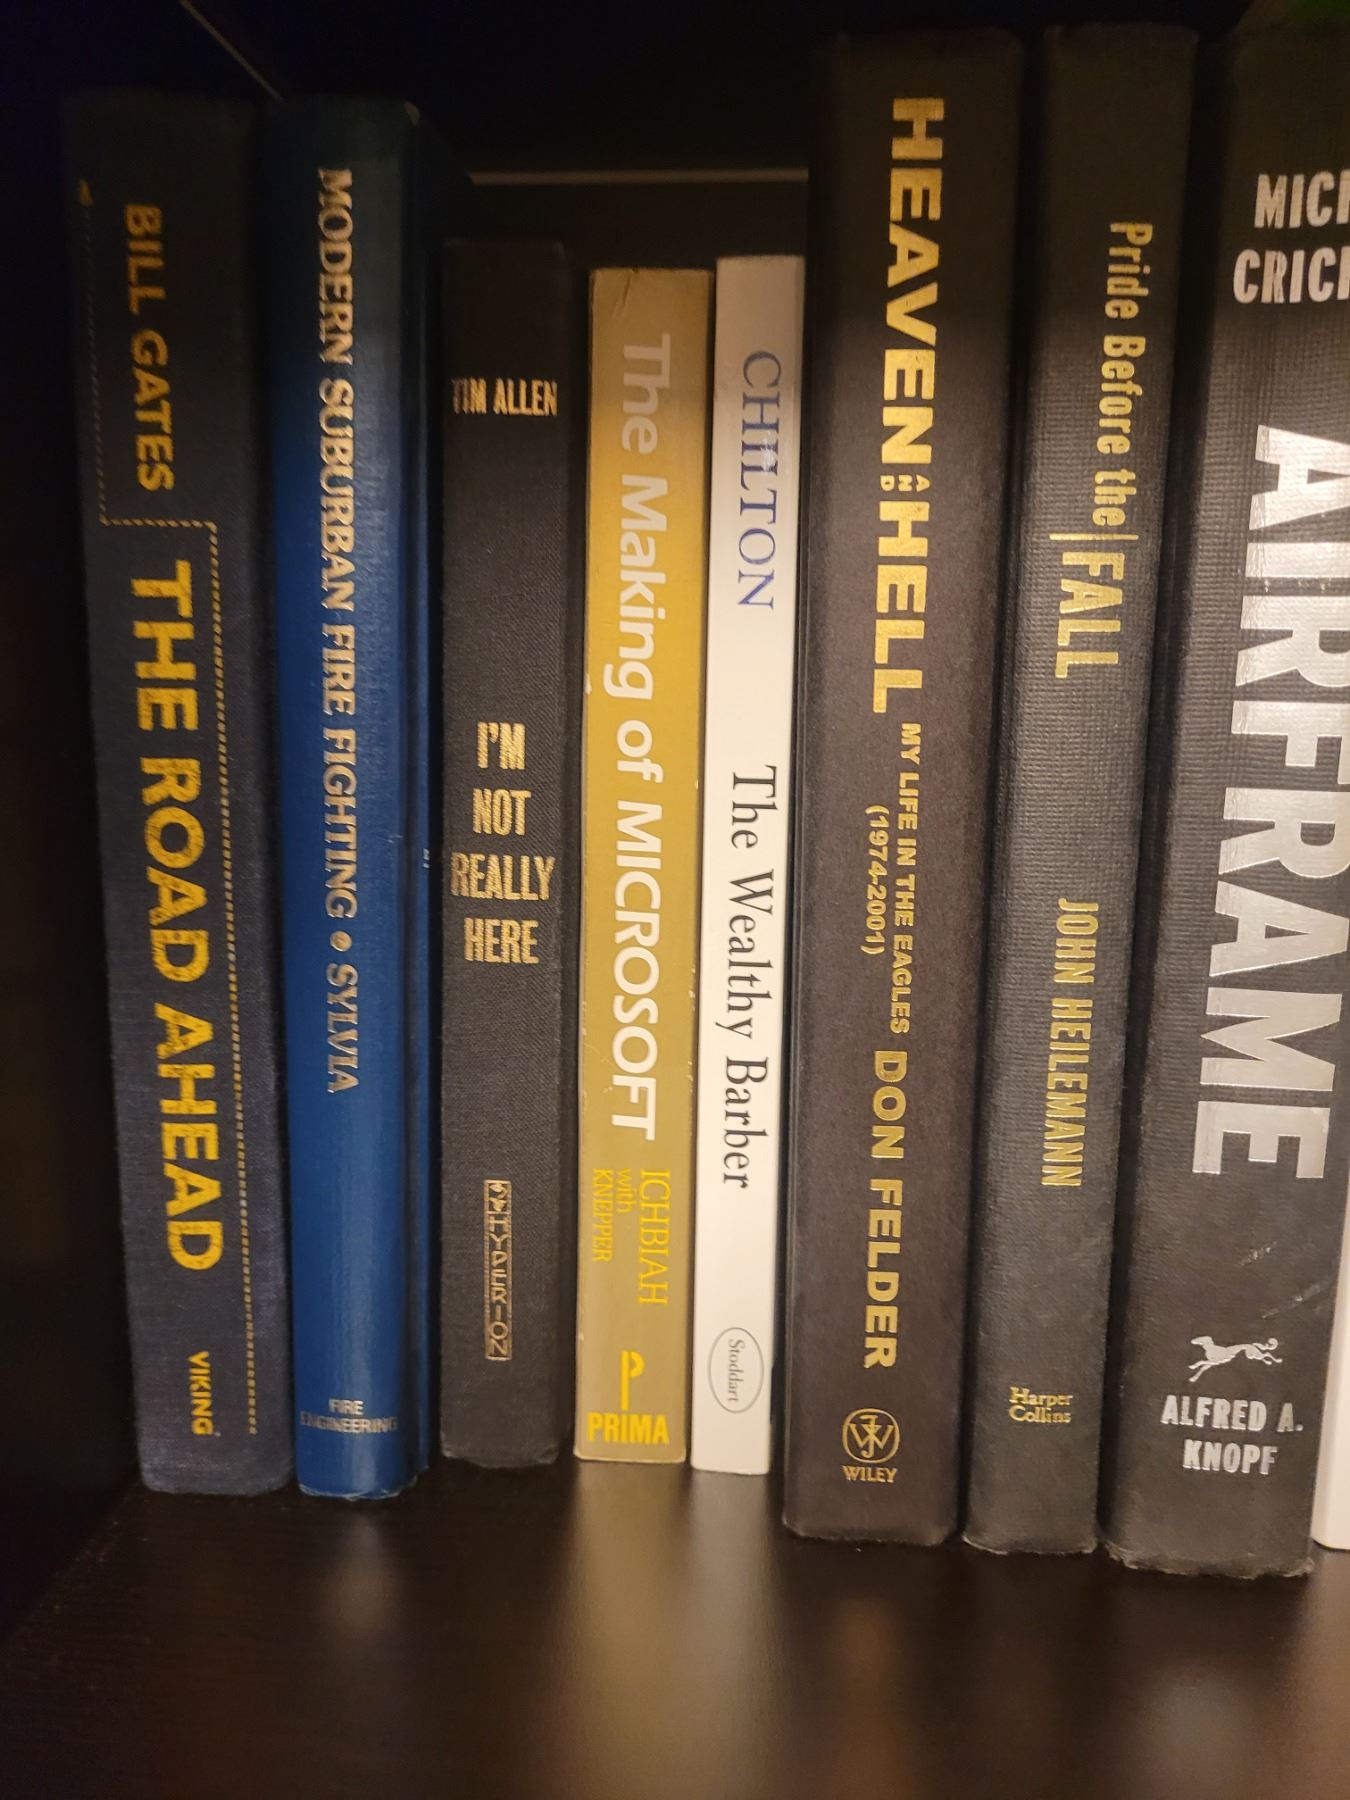 BILL GATES
THE ROAD AHEAD
VIKING
MODERN SUBURBAN FIRE FIGHTING • SYLVIA
FIRE
ENGINEERING
TIM ALLEN
I'M
NOT
REALLY
HERE
HYPERION
The Making of MICROSOFT
ICHBIAH
with
KNEPPER
PRIMA
CHILTON
The Wealthy Barber
Stoddart
HEAVEN AND HELL
MY LIFE IN THE EAGLES
(1974-2001)
DON FELDER
WILEY
Pride Before the FALL
JOHN HEILEMANN
Harper
Collins
MICH
CRICH
AIRFRAME
ALFRED A.
KNOPF